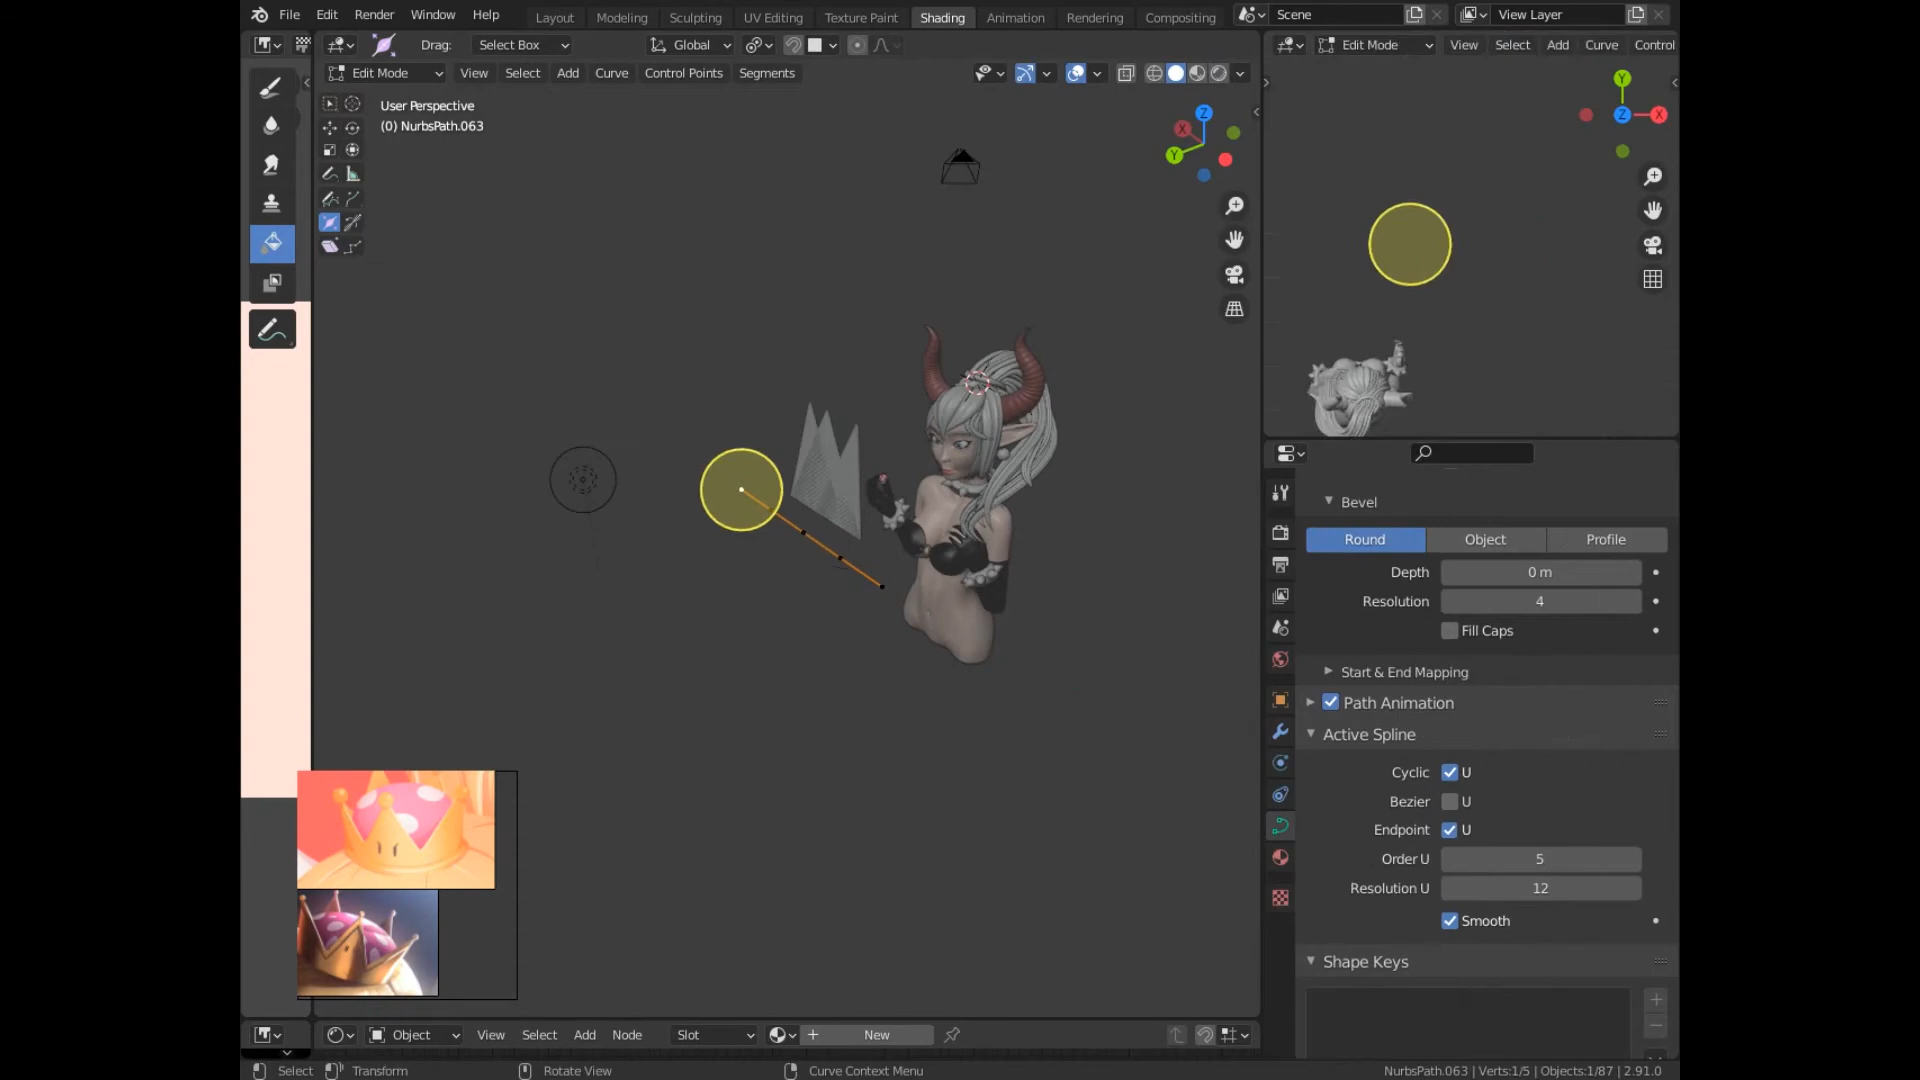 File Edit Render Window Help
Layout Modeling Sculpting UV Editing Texture Paint Shading Animation Rendering Compositing
Scene
View Layer
Drag: Select Box
Global
Edit Mode View Select Add Curve Control Points Segments
Edit Mode View Select Add Curve Control
User Perspective
(0) NurbsPath.063
Z
X
Y
Y
Z
X
Bevel
Round Object Profile
Depth 0 m
Resolution 4
Fill Caps
Start & End Mapping
Path Animation
Active Spline
Cyclic U
Bezier U
Endpoint U
Order U 5
Resolution U 12
Smooth
Shape Keys
Object View Select Add Node Slot New
Select Transform Rotate View Curve Context Menu
NurbsPath.063 | Verts:1/5 | Objects:1/87 | 2.91.0